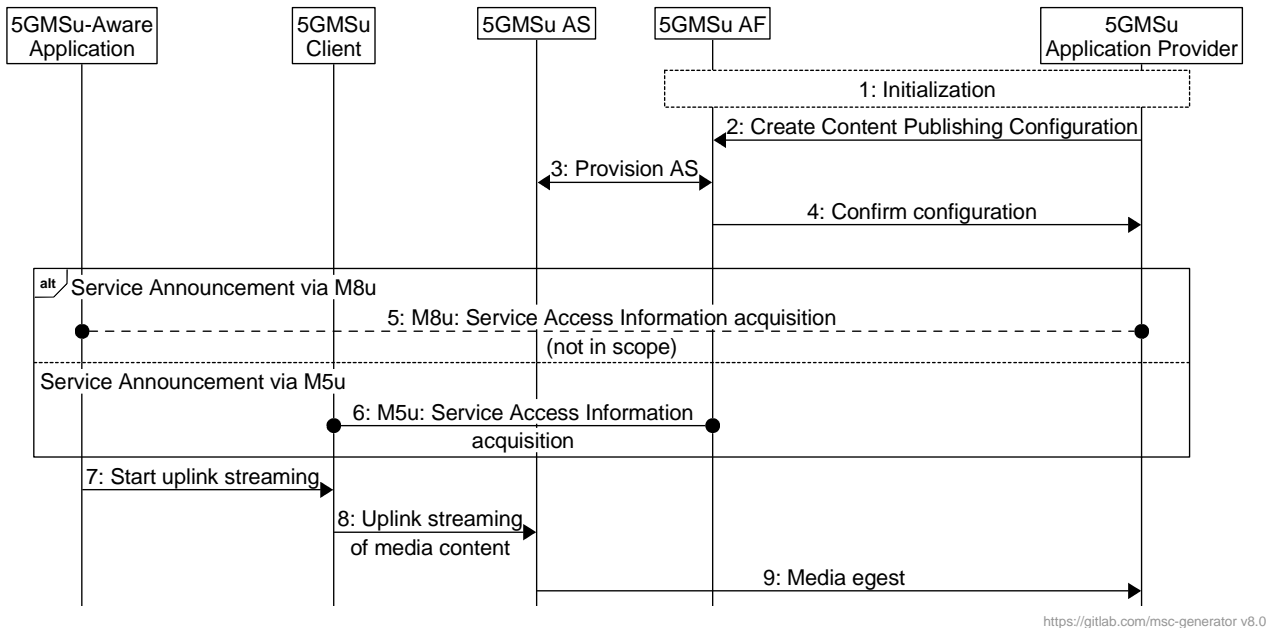 5GMSu-Aware
Application
5GMSu
Client
5GMSu AS
5GMSu AF
5GMSu
Application Provider
1: Initialization
2: Create Content Publishing Configuration
3: Provision AS
4: Confirm configuration
alt
Service Announcement via M8u
5: M8u: Service Access Information acquisition
(not in scope)
Service Announcement via M5u
6: M5u: Service Access Information
acquisition
7: Start uplink streaming
8: Uplink streaming
of media content
9: Media egest
https://gitlab.com/msc-generator v8.0